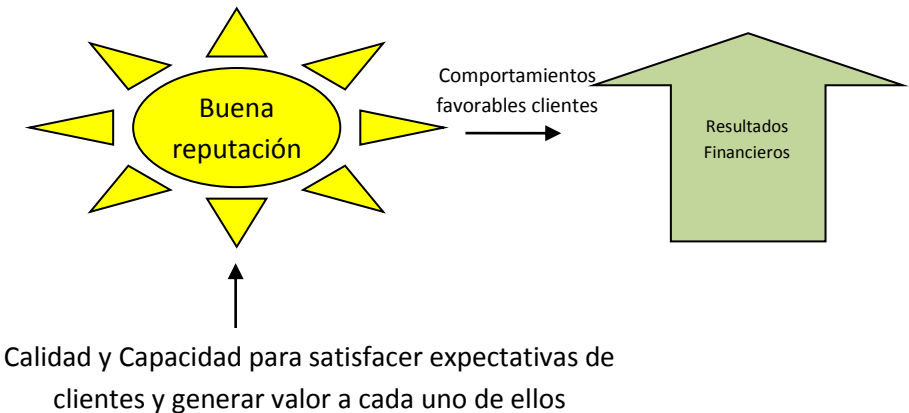 Comportamientos
favorables clientes
Buena
reputación
Resultados
Financieros
Calidad y Capacidad para satisfacer expectativas de
clientes y generar valor a cada uno de ellos